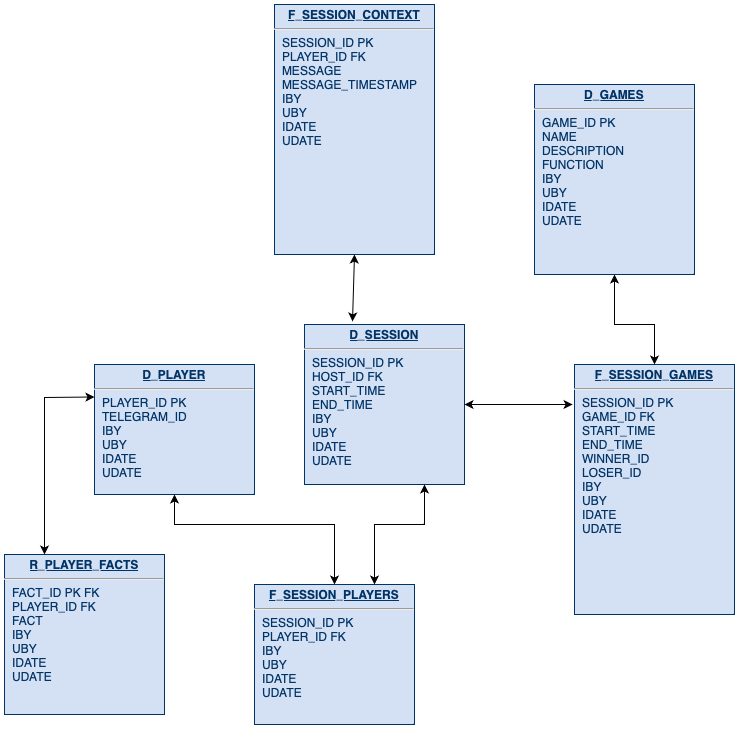 F_SESSION_CONTEXT
SESSION_ID PK
PLAYER_ID FK
MESSAGE
MESSAGE_TIMESTAMP
IBY
UBY
IDATE
UDATE
D_GAMES
GAME_ID PK
NAME
DESCRIPTION
FUNCTION
IBY
UBY
IDATE
UDATE
D_SESSION
SESSION_ID PK
HOST_ID FK
START_TIME
END_TIME
IBY
UBY
IDATE
UDATE
D_PLAYER
PLAYER_ID PK
TELEGRAM_ID
IBY
UBY
IDATE
UDATE
F_SESSION_GAMES
SESSION_ID PK
GAME_ID FK
START_TIME
END_TIME
WINNER_ID
LOSER_ID
IBY
UBY
IDATE
UDATE
R_PLAYER_FACTS
FACT_ID PK FK
PLAYER_ID FK
FACT
IBY
UBY
IDATE
UDATE
F_SESSION_PLAYERS
SESSION_ID PK
PLAYER_ID FK
IBY
UBY
IDATE
UDATE